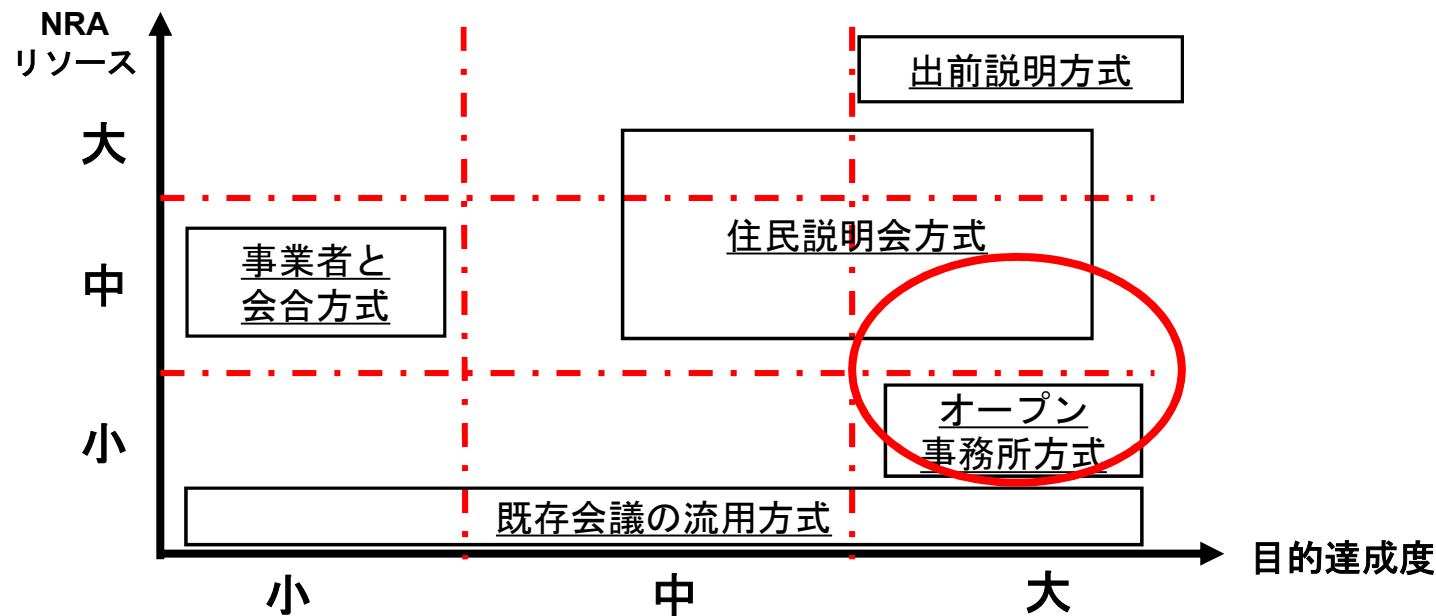 NRA
リソース
出前説明方式
大
住民説明会方式
事業者と
会合方式
中
オープン
事務所方式
小
既存会議の流用方式
目的達成度
小
中
大